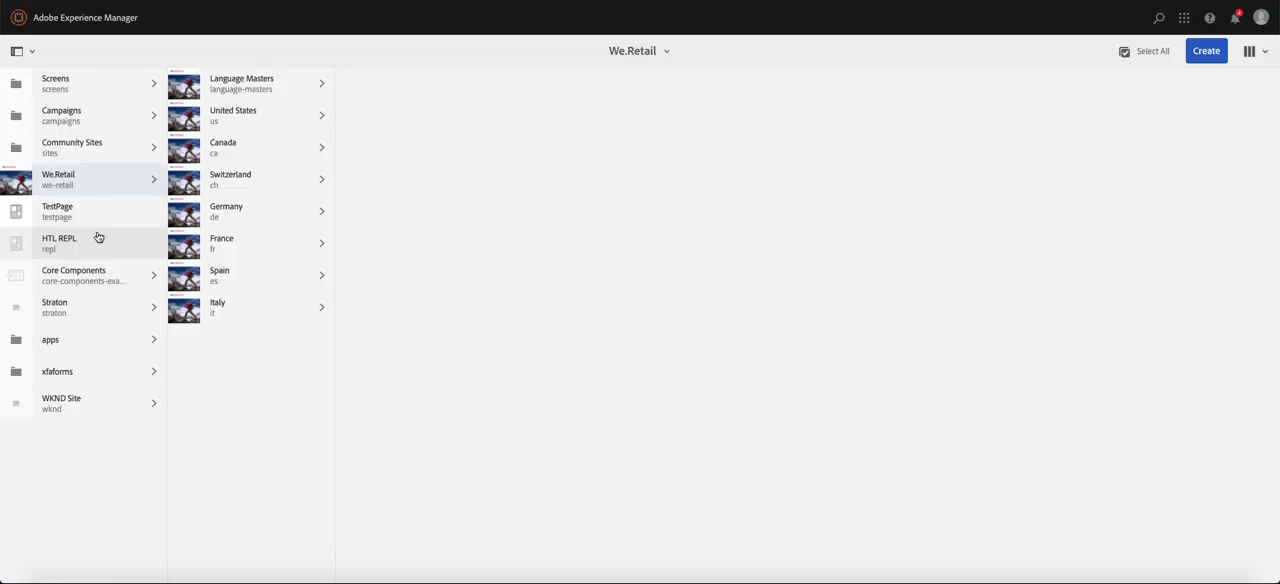 Adobe Experience Manager
4
We.Retail
Select All
Create
Screens
screens
Campaigns
campaigns
Community Sites
sites
We.Retail
we-retail
TestPage
testpage
HTL REPL
repl
Core Components
core-components-exa...
Straton
straton
apps
xfaforms
WKND Site
wknd
Language Masters
language-masters
United States
us
Canada
ca
Switzerland
ch
Germany
de
France
fr
Spain
es
Italy
it